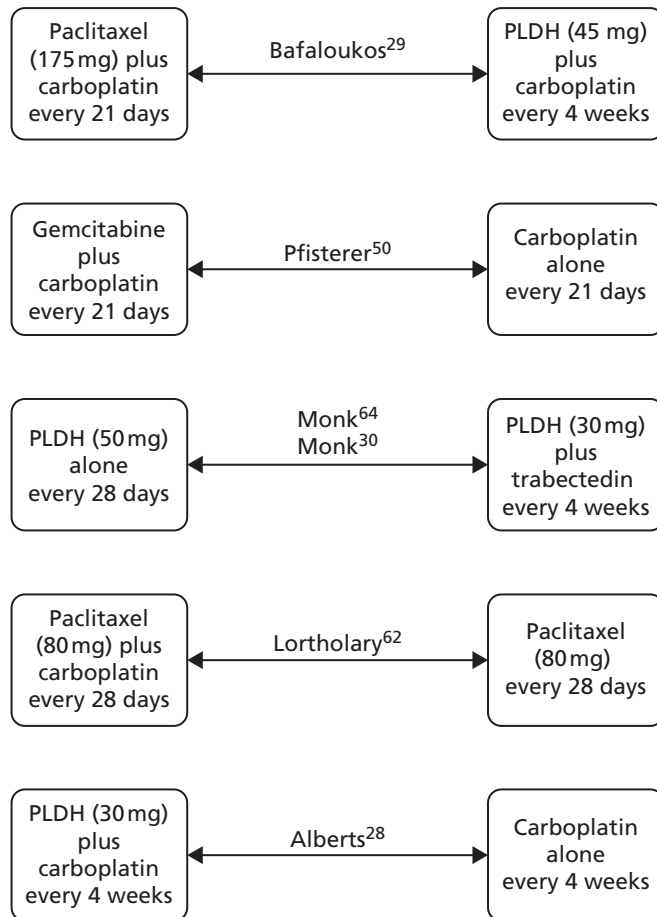 Paclitaxel
(175 mg) plus
carboplatin
every 21 days
Bafaloukos²⁹
PLDH (45 mg)
plus
carboplatin
every 4 weeks
Gemcitabine
plus
carboplatin
every 21 days
Pfisterer⁵⁰
Carboplatin
alone
every 21 days
PLDH (50 mg)
alone
every 28 days
Monk⁶⁴
Monk³⁰
PLDH (30 mg)
plus
trabectedin
every 4 weeks
Paclitaxel
(80 mg) plus
carboplatin
every 28 days
Lortholary⁶²
Paclitaxel
(80 mg)
every 28 days
PLDH (30 mg)
plus
carboplatin
every 4 weeks
Alberts²⁸
Carboplatin
alone
every 4 weeks